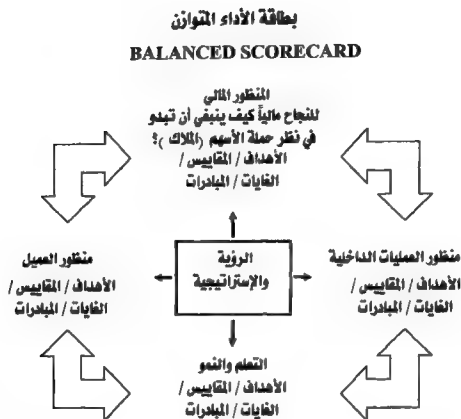 بطاقة الأداء المتوازن
BALANCED SCORECARD
المنظور المالي
للنجاح مالياً كيف ينبغي أن تبدو
في نظر حملة الأسهم (الملاك)؟
الأهداف / المقاييس /
الغايات / المبادرات
منظور العمليات الداخلية
الأهداف / المقاييس /
الغايات / المبادرات
الرؤية
والإستراتيجية
منظور العميل
الأهداف / المقاييس /
الغايات / المبادرات
التعلم والنمو
الأهداف / المقاييس /
الغايات / المبادرات